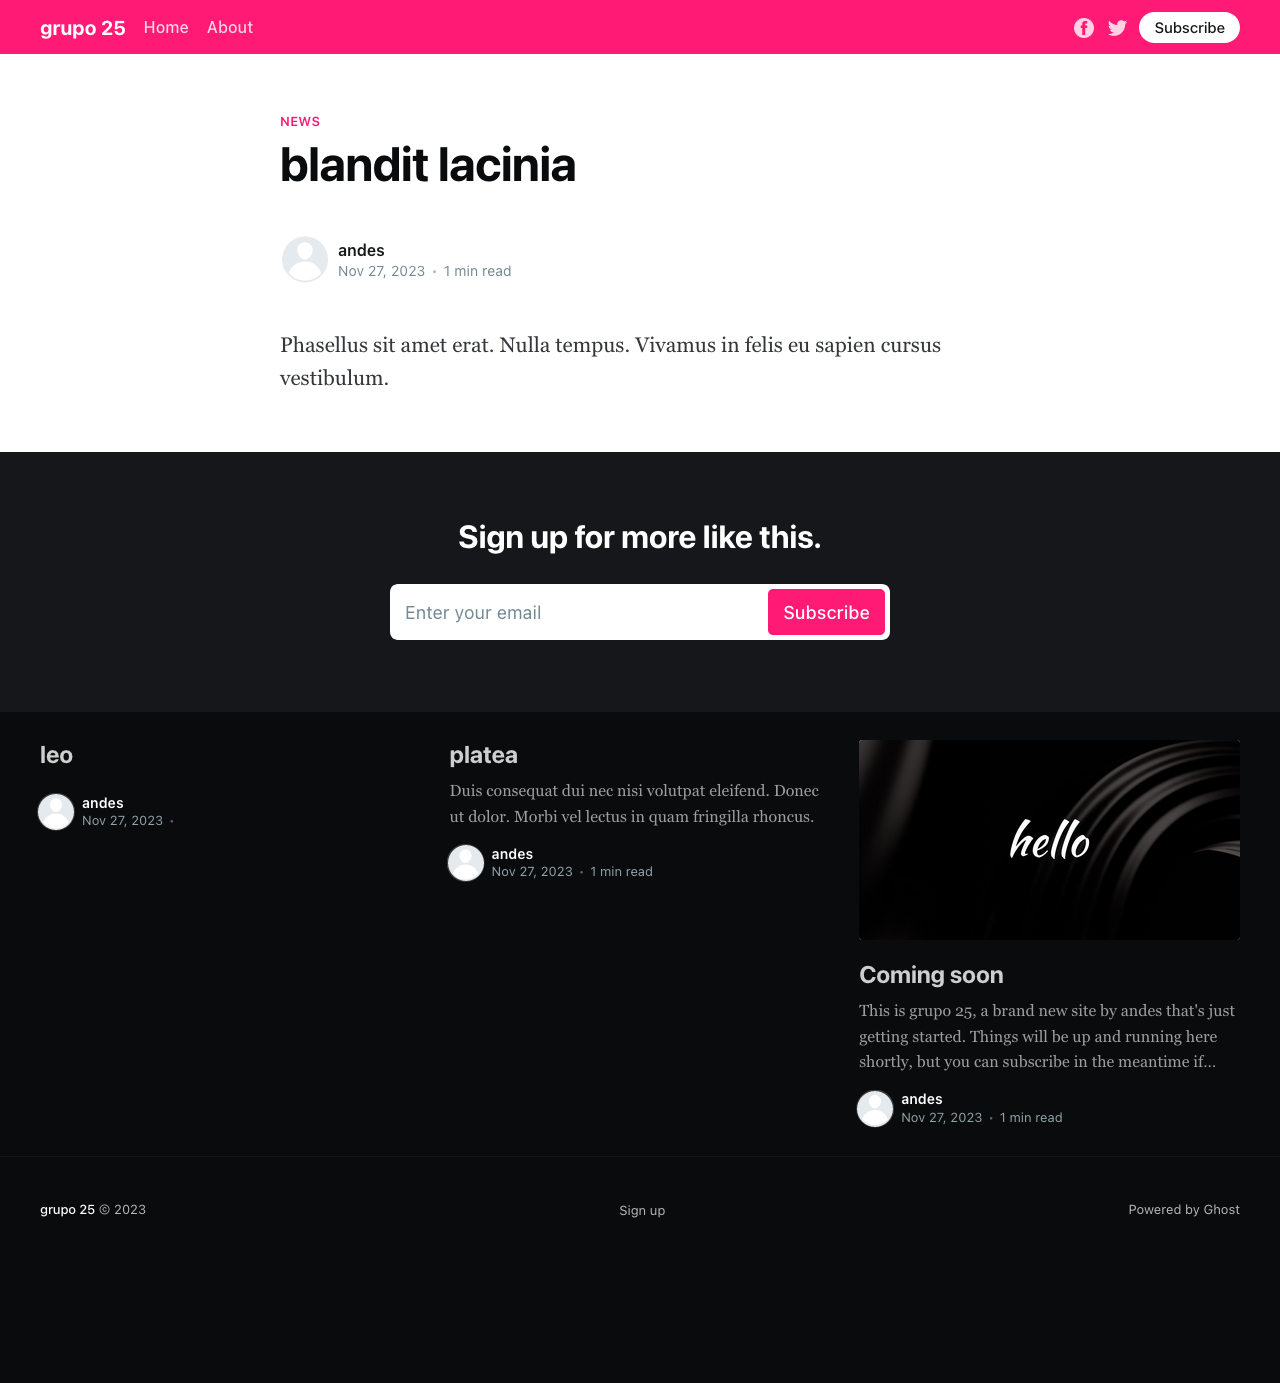 grupo 25 Home About Subscribe
NEWS
blandit lacinia
andes
Nov 27, 2023 • 1 min read
Phasellus sit amet erat. Nulla tempus. Vivamus in felis eu sapien cursus
vestibulum.
Sign up for more like this.
Enter your email Subscribe
leo
andes
Nov 27, 2023 •
platea
Duis consequat dui nec nisi volutpat eleifend. Donec
ut dolor. Morbi vel lectus in quam fringilla rhoncus.
andes
Nov 27, 2023 • 1 min read
hello
Coming soon
This is grupo 25, a brand new site by andes that's just
getting started. Things will be up and running here
shortly, but you can subscribe in the meantime if…
andes
Nov 27, 2023 • 1 min read
grupo 25 © 2023 Sign up Powered by Ghost